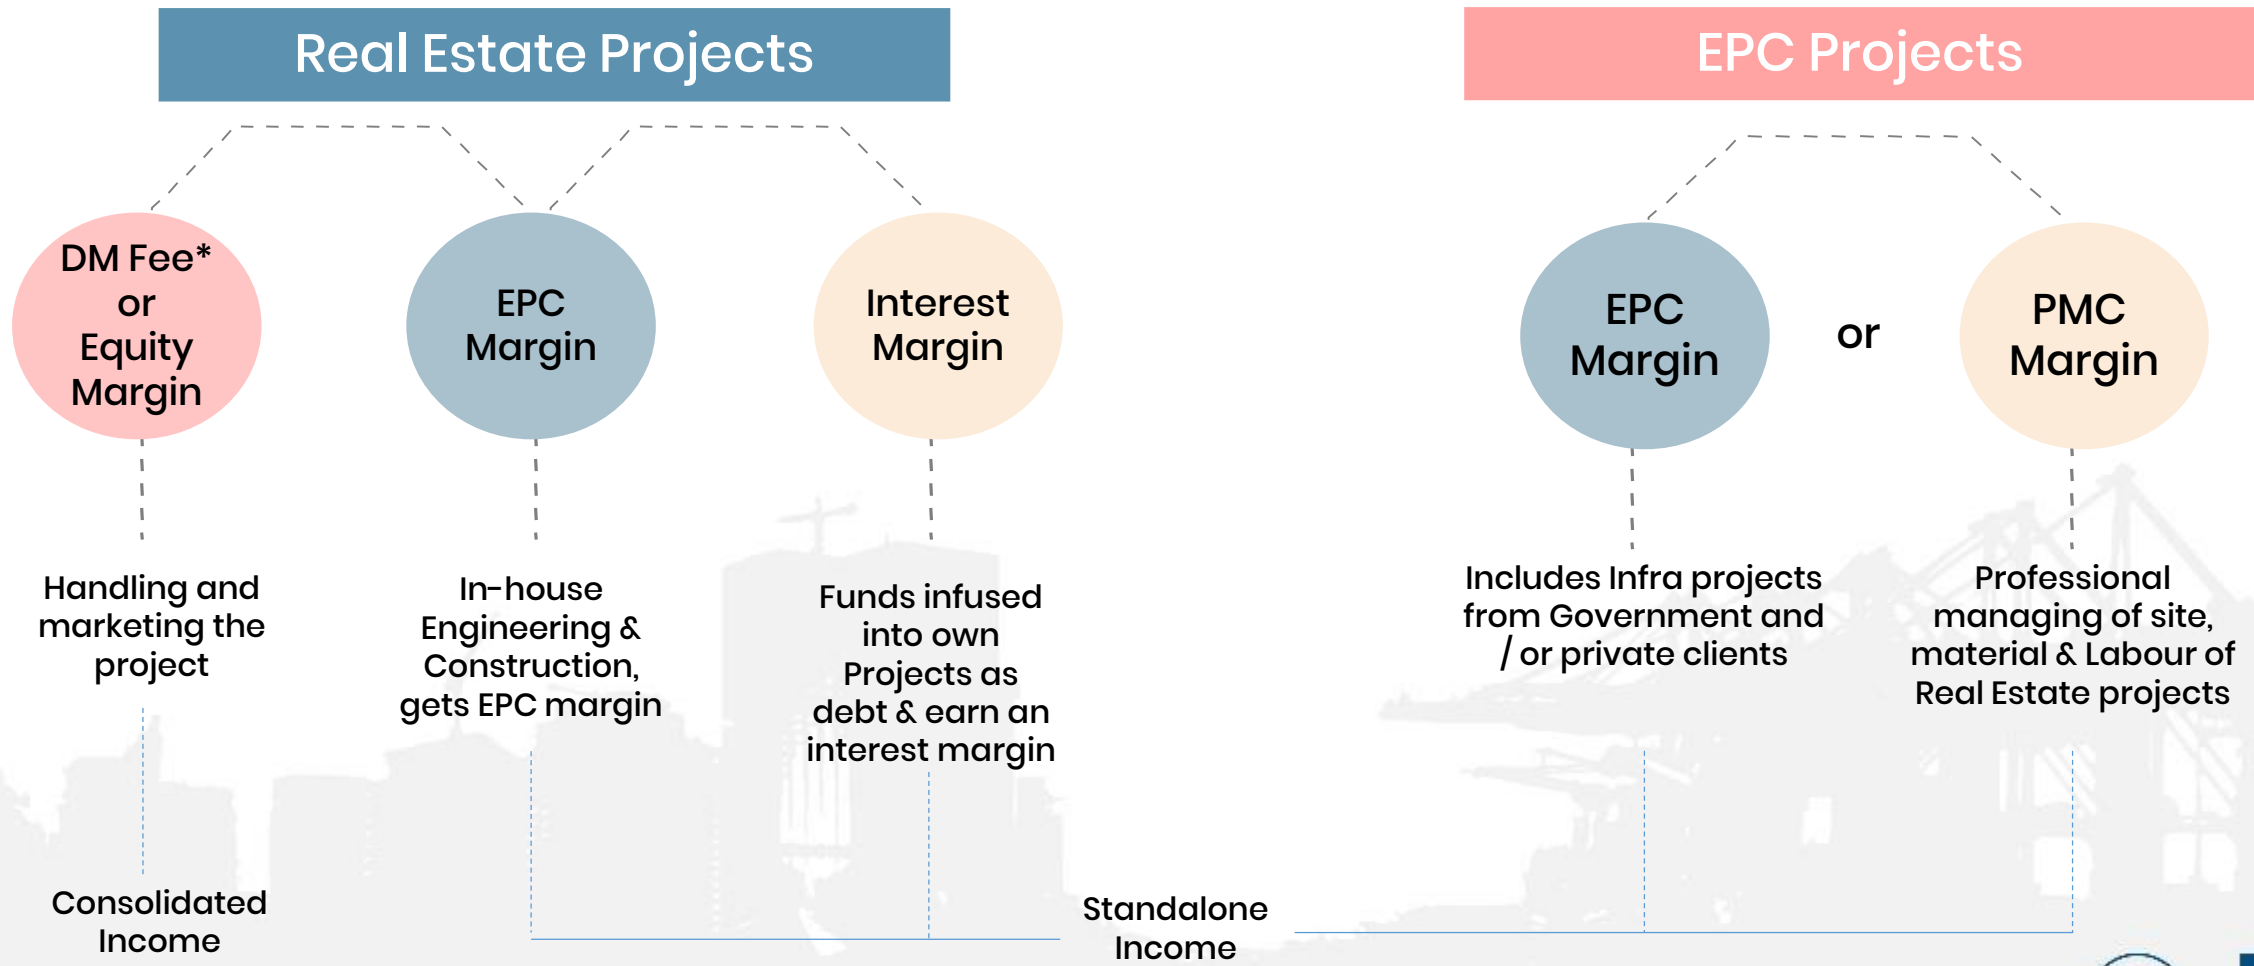 Real Estate Projects
EPC Projects
DM Fee*
or
Equity
Margin
EPC
Margin
Interest
Margin
EPC
Margin
or
PMC
Margin
Handling and
marketing the
project
In-house
Engineering &
Construction,
gets EPC margin
Funds infused
into own
Projects as
debt & earn an
interest margin
Includes Infra projects
from Government and
/ or private clients
Professional
managing of site,
material & Labour of
Real Estate projects
Consolidated
Income
Standalone
Income